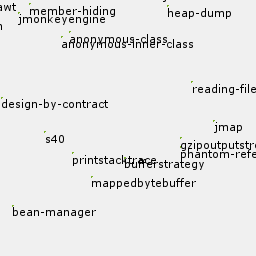 awt
member-hiding
heap-dump
jmonkeyengine
anonymous-class
anonymous-inner-class
reading-file
design-by-contract
jmap
s40
gzipoutputstre
printstacktrace
phantom-refe
bufferstrategy
mappedbytebuffer
bean-manager